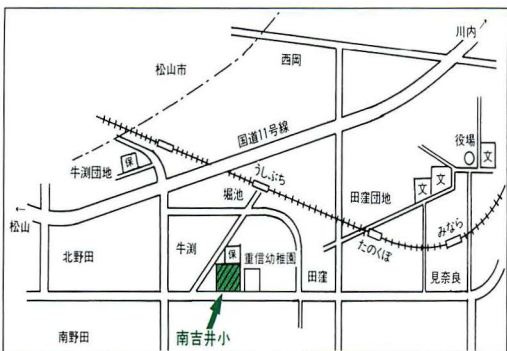 川内
西岡
松山市
国道11号線
役場
文
保
牛渕団地
うしぶち
堀池
田窪団地
文
文
松山
みなら
たのくぼ
牛渕
保
重信幼稚園
北野田
田窪
見奈良
南野田
南吉井小